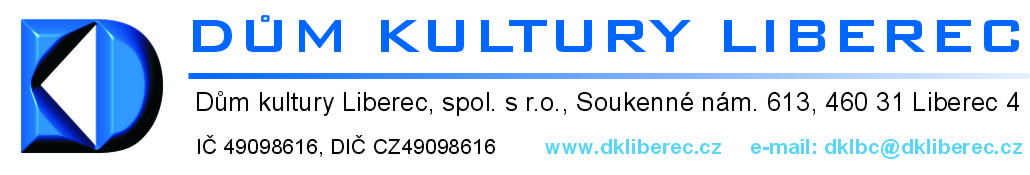 DŮM KULTURY LIBEREC
Dům kultury Liberec, spol. s r.o., Soukenné nám. 613, 460 31 Liberec 4
IČ 49098616, DIČ CZ49098616 www.dkliberec.cz e-mail: dklbc@dkliberec.cz